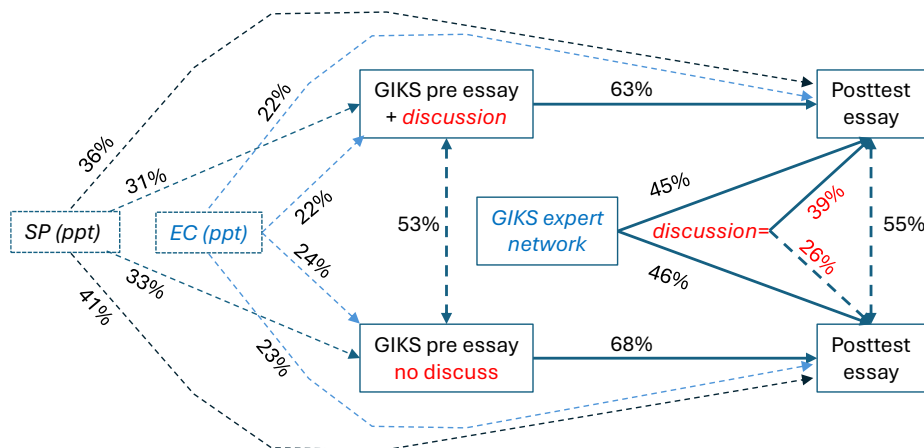 22%
36%
31%
GIKS pre essay
+ discussion
63%
Posttest
essay
SP (ppt)
EC (ppt)
22%
24%
53%
GIKS expert
network
45%
discussion=
39%
26%
46%
55%
33%
41%
23%
GIKS pre essay
no discuss
68%
Posttest
essay